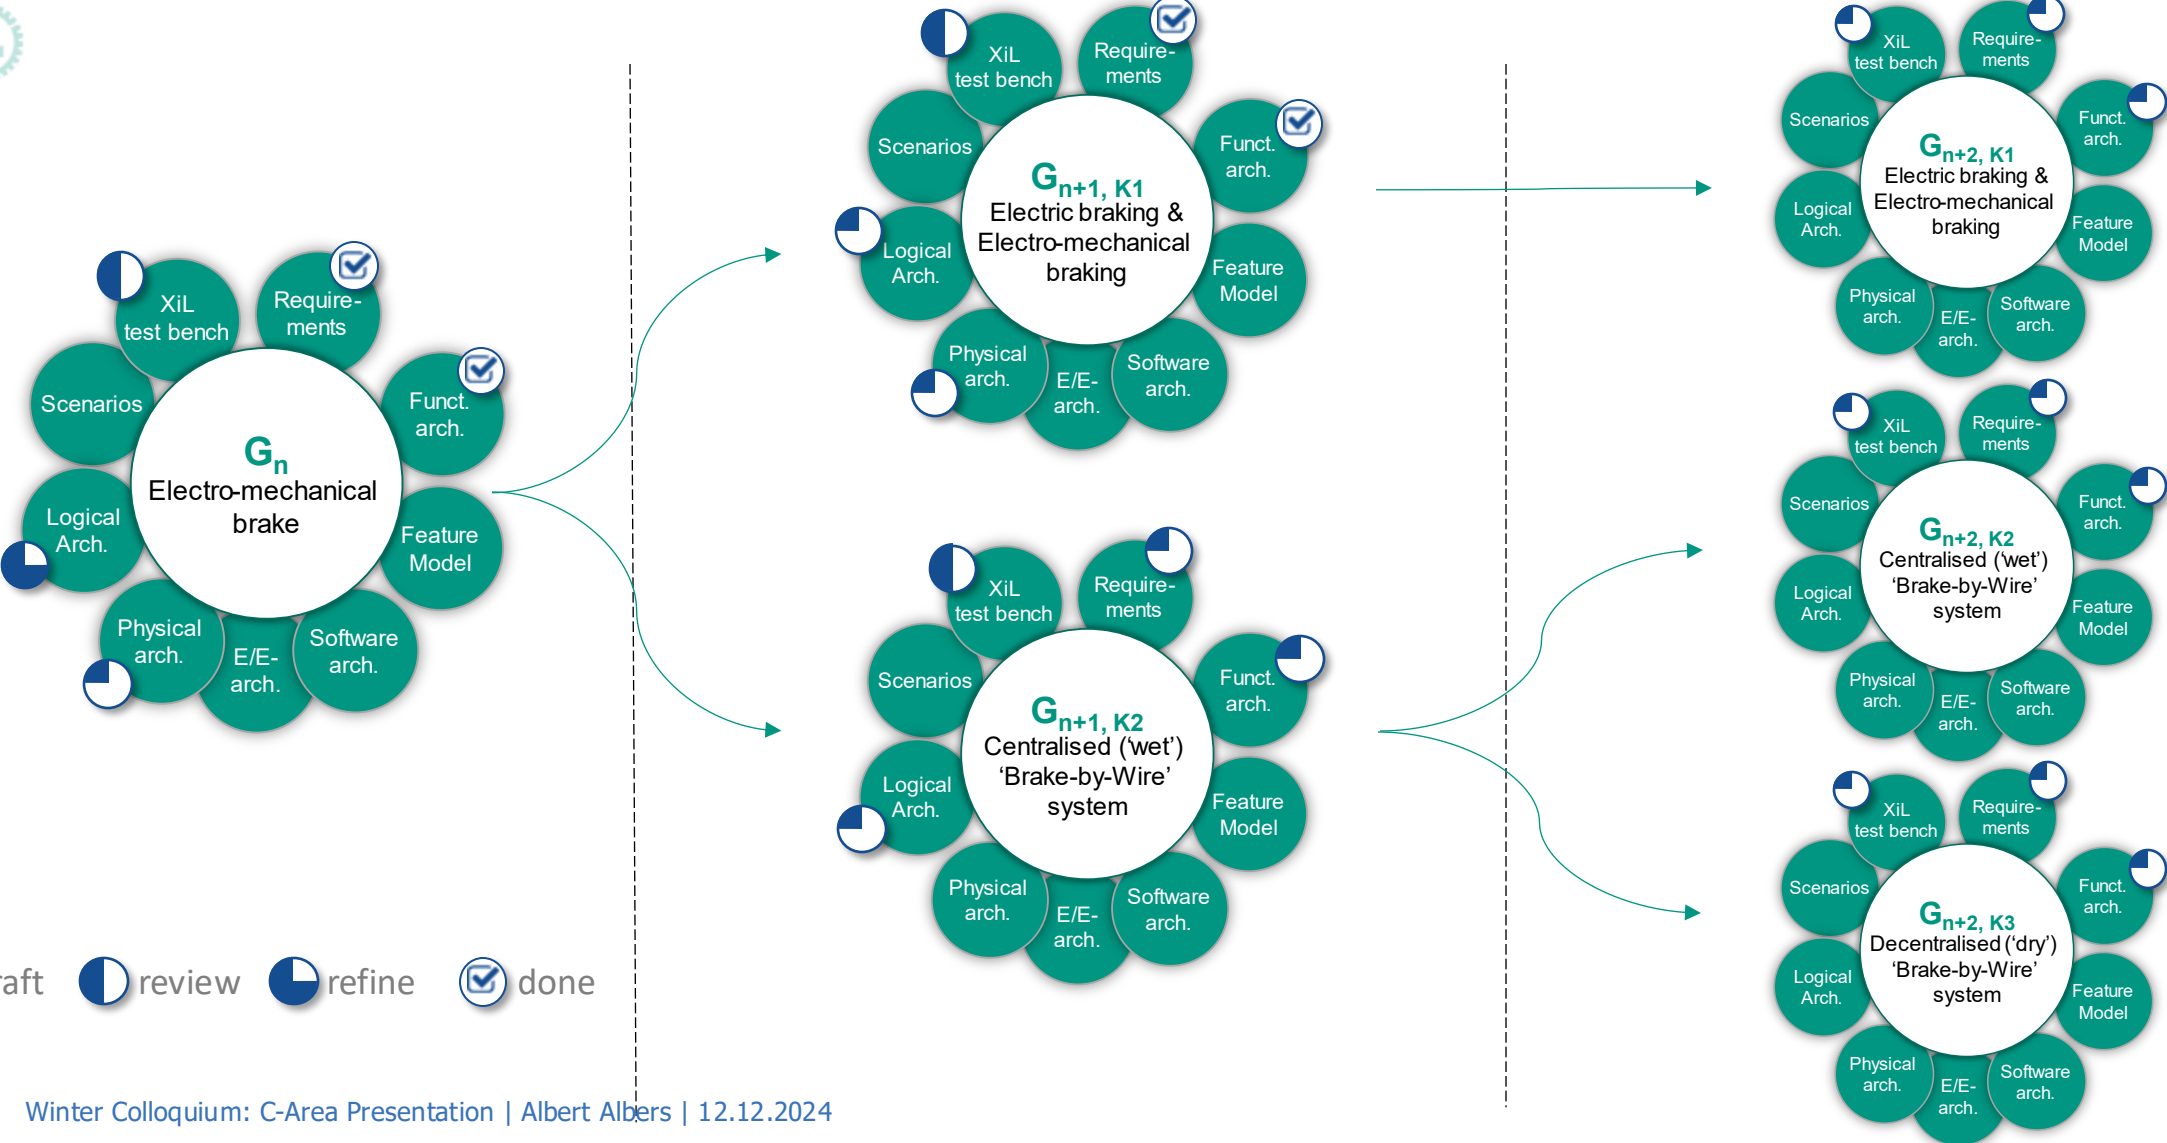 XiL
test bench
Require-
ments
Scenarios
Funct.
arch.
Gn
Electro-mechanical
brake
Logical
Arch.
Feature
Model
Physical
arch.
E/E-
arch.
Software
arch.
XiL
test bench
Require-
ments
Scenarios
Funct.
arch.
Gn+1, K1
Electric braking &
Electro-mechanical
braking
Logical
Arch.
Feature
Model
Physical
arch.
E/E-
arch.
Software
arch.
XiL
test bench
Require-
ments
Scenarios
Funct.
arch.
Gn+1, K2
Centralised (‘wet’)
‘Brake-by-Wire’
system
Logical
Arch.
Feature
Model
Physical
arch.
E/E-
arch.
Software
arch.
XiL
test bench
Require-
ments
Scenarios
Funct.
arch.
Gn+2, K1
Electric braking &
Electro-mechanical
braking
Logical
Arch.
Feature
Model
Physical
arch.
E/E-
arch.
Software
arch.
XiL
test bench
Require-
ments
Scenarios
Funct.
arch.
Gn+2, K2
Centralised (‘wet’)
‘Brake-by-Wire’
system
Logical
Arch.
Feature
Model
Physical
arch.
E/E-
arch.
Software
arch.
XiL
test bench
Require-
ments
Scenarios
Funct.
arch.
Gn+2, K3
Decentralised (‘dry’)
‘Brake-by-Wire’
system
Logical
Arch.
Feature
Model
Physical
arch.
E/E-
arch.
Software
arch.
raft review refine done
Winter Colloquium: C-Area Presentation | Albert Albers | 12.12.2024